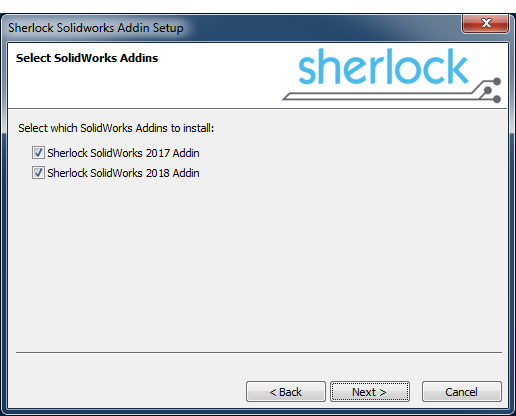 Sherlock Solidworks Addin Setup
Select SolidWorks Addins
sherlock
Select which SolidWorks Addins to install:
Sherlock SolidWorks 2017 Addin
Sherlock SolidWorks 2018 Addin
< Back
Next >
Cancel